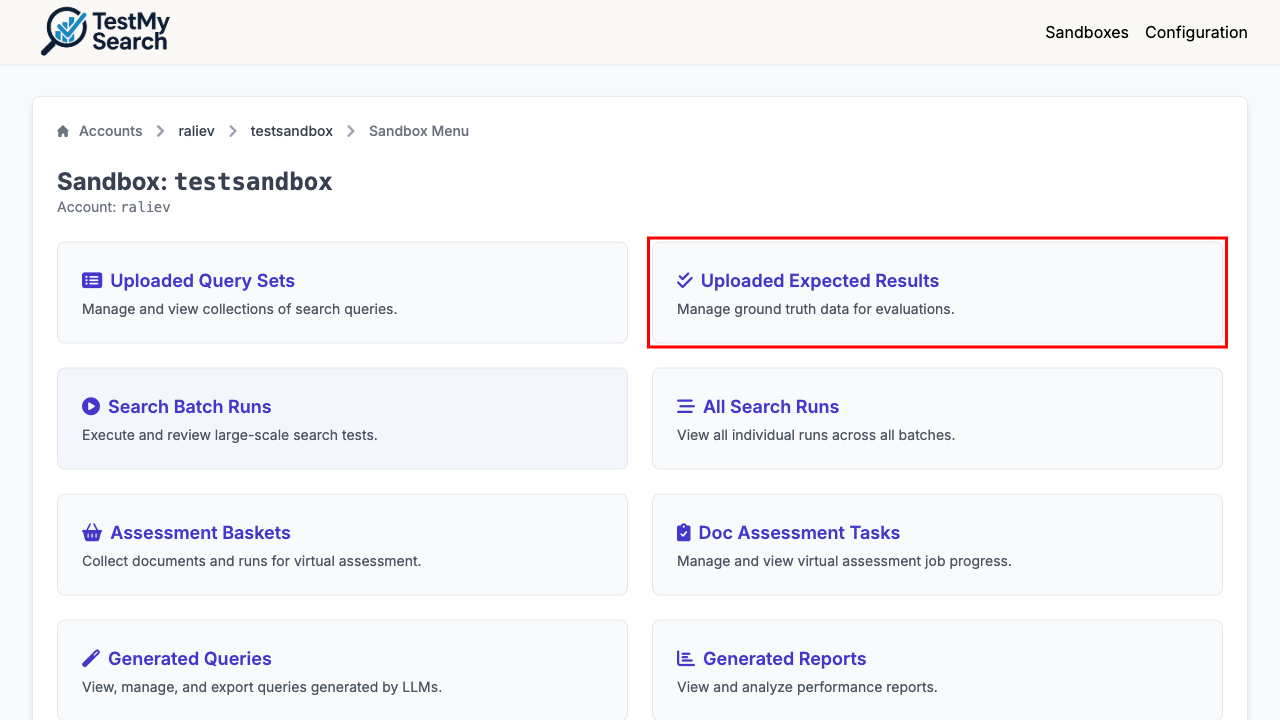 TestMy
Search
Sandboxes Configuration
Accounts raliev testsandbox Sandbox Menu
Sandbox: testsandbox
Account: raliev
Uploaded Query Sets
Manage and view collections of search queries.
Uploaded Expected Results
Manage ground truth data for evaluations.
Search Batch Runs
Execute and review large-scale search tests.
All Search Runs
View all individual runs across all batches.
Assessment Baskets
Collect documents and runs for virtual assessment.
Doc Assessment Tasks
Manage and view virtual assessment job progress.
Generated Queries
View, manage, and export queries generated by LLMs.
Generated Reports
View and analyze performance reports.